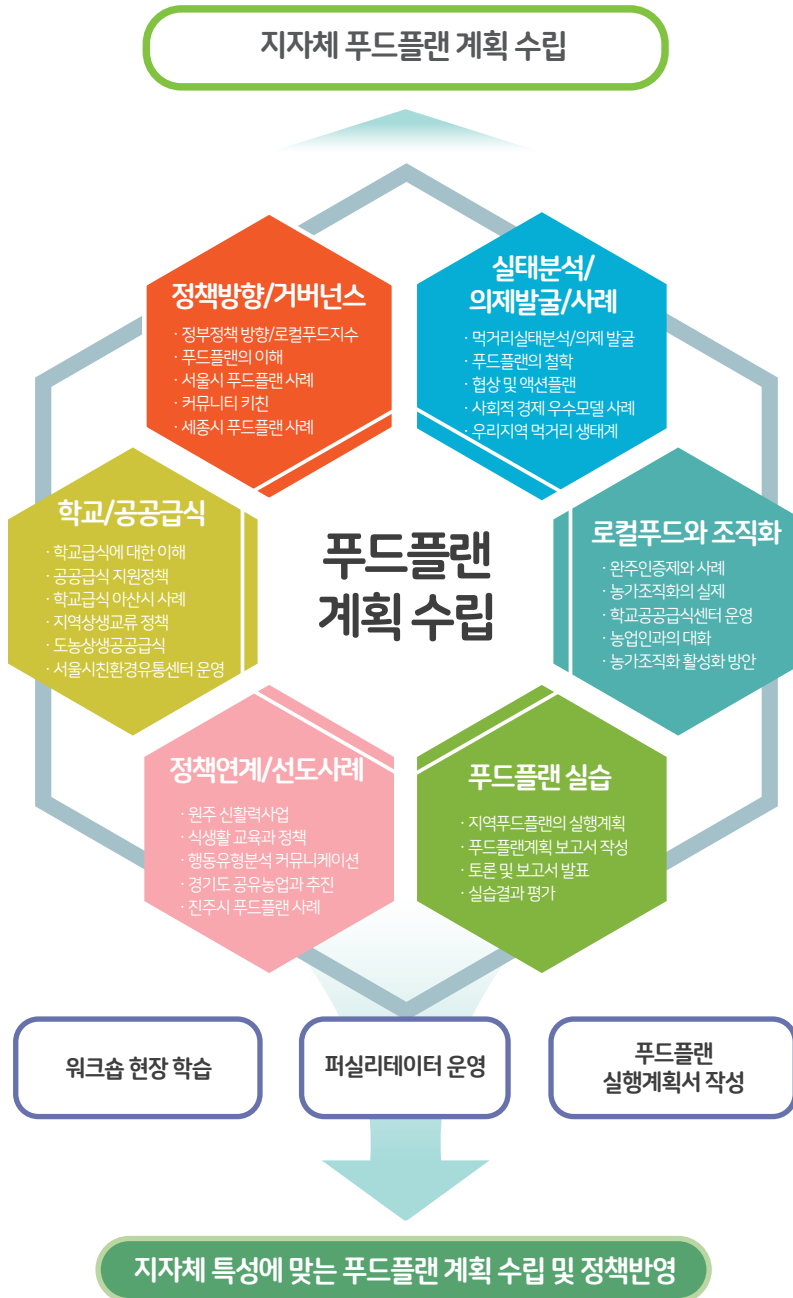 지자체 푸드플랜 계획 수립
정책방향/거버넌스
· 정부정책 방향/로컬푸드지수
· 푸드플랜의 이해
· 서울시 푸드플랜 사례
· 커뮤니티 키친
· 세종시 푸드플랜 사례
실태분석/
의제발굴/사례
· 먹거리실태분석/의제 발굴
· 푸드플랜의 철학
· 협상 및 액션플랜
· 사회적 경제 우수모델 사례
· 우리지역 먹거리 생태계
학교/공공급식
· 학교급식에 대한 이해
· 공공급식 지원정책
· 학교급식 아산시 사례
· 지역상생교류 정책
· 도농상생공공급식
· 서울시친환경유통센터 운영
푸드플랜
계획 수립
로컬푸드와 조직화
· 완주인증제와 사례
· 농가조직화의 실제
· 학교공공급식센터 운영
· 농업인과의 대화
· 농가조직화 활성화 방안
정책연계/선도사례
· 원주 신활력사업
· 식생활 교육과 정책
· 행동유형분석 커뮤니케이션
· 경기도 공유농업과 추진
· 진주시 푸드플랜 사례
푸드플랜 실습
· 지역푸드플랜의 실행계획
· 푸드플랜계획 보고서 작성
· 토론 및 보고서 발표
· 실습결과 평가
워크숍 현장 학습
퍼실리테이터 운영
푸드플랜
실행계획서 작성
지자체 특성에 맞는 푸드플랜 계획 수립 및 정책반영